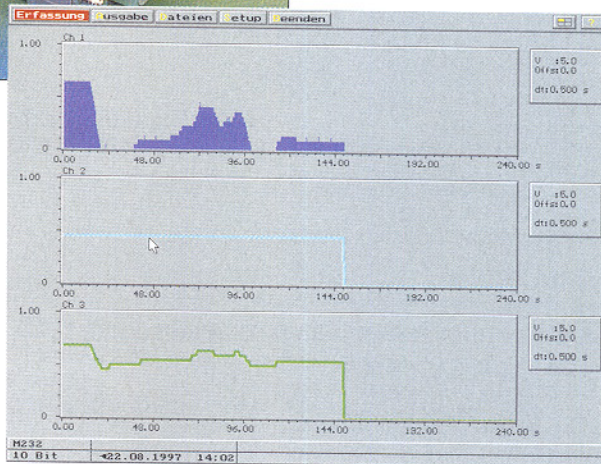 Erfassung Ausgabe Dateien Setup Beenden ?
Ch 1
1.00
0
0.00 48.00 96.00 144.00 192.00 240.00 s
V :5.0
Offs:0.0
dt:0.500 s
Ch 2
1.00
0
0.00 48.00 96.00 144.00 192.00 240.00 s
V :5.0
Offs:0.0
dt:0.500 s
Ch 3
1.00
0
0.00 48.00 96.00 144.00 192.00 240.00 s
V :5.0
Offs:0.0
dt:0.500 s
M232
10 Bit 22.08.1997 14:02